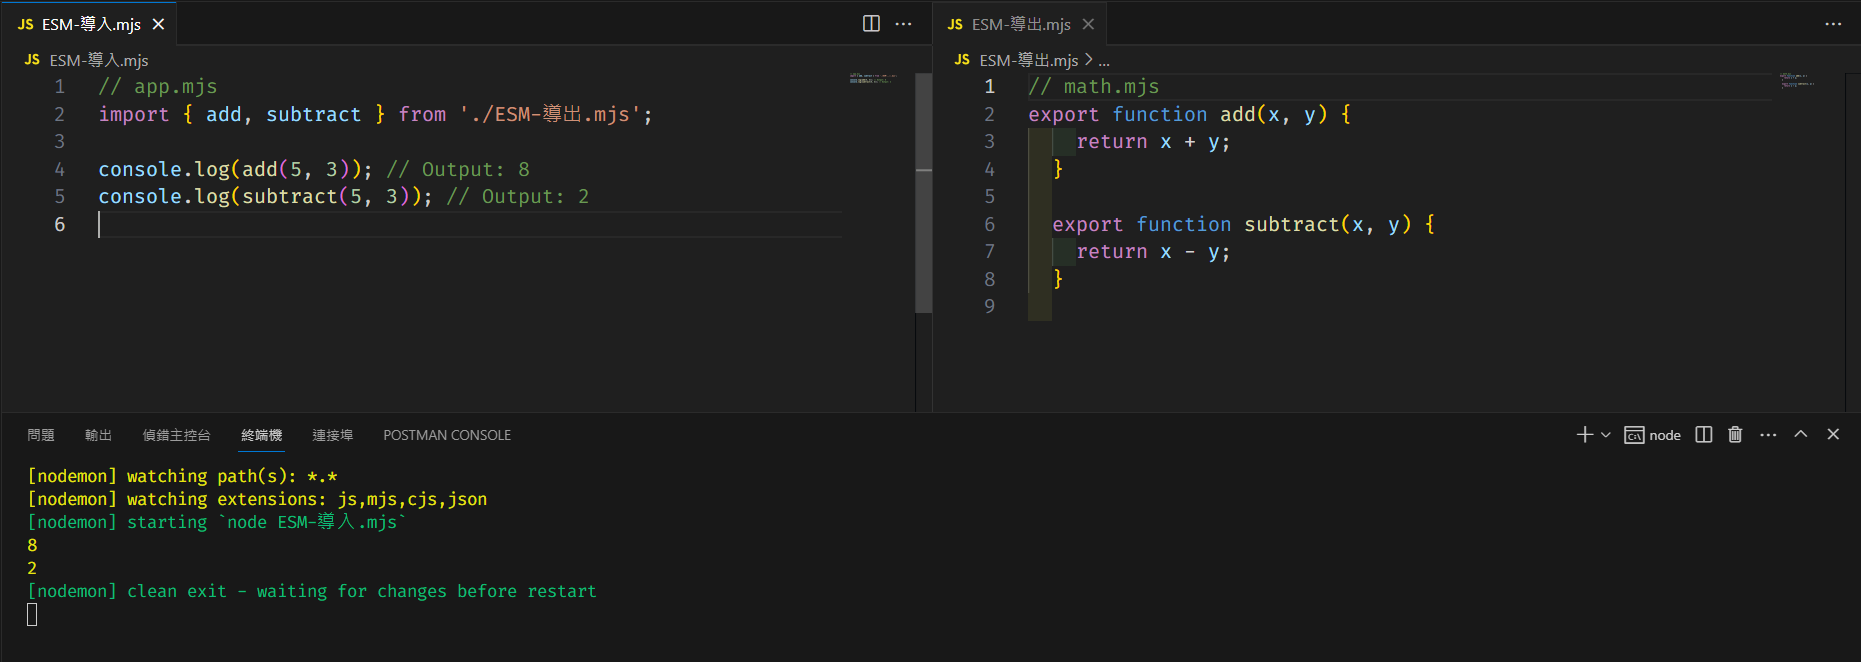 JS ESM-導入.mjs
JS ESM-導入.mjs
1 // app.mjs
2 import { add, subtract } from './ESM-導出.mjs';
3
4 console.log(add(5, 3)); // Output: 8
5 console.log(subtract(5, 3)); // Output: 2
6
JS ESM-導出.mjs
JS ESM-導出.mjs > ...
1 // math.mjs
2 export function add(x, y) {
3     return x + y;
4   }
5
6   export function subtract(x, y) {
7     return x - y;
8   }
9
問題 輸出 偵錯主控台 終端機 連接埠 POSTMAN CONSOLE
node
[nodemon] watching path(s): *.*
[nodemon] watching extensions: js,mjs,cjs,json
[nodemon] starting `node ESM-導入.mjs`
8
2
[nodemon] clean exit - waiting for changes before restart